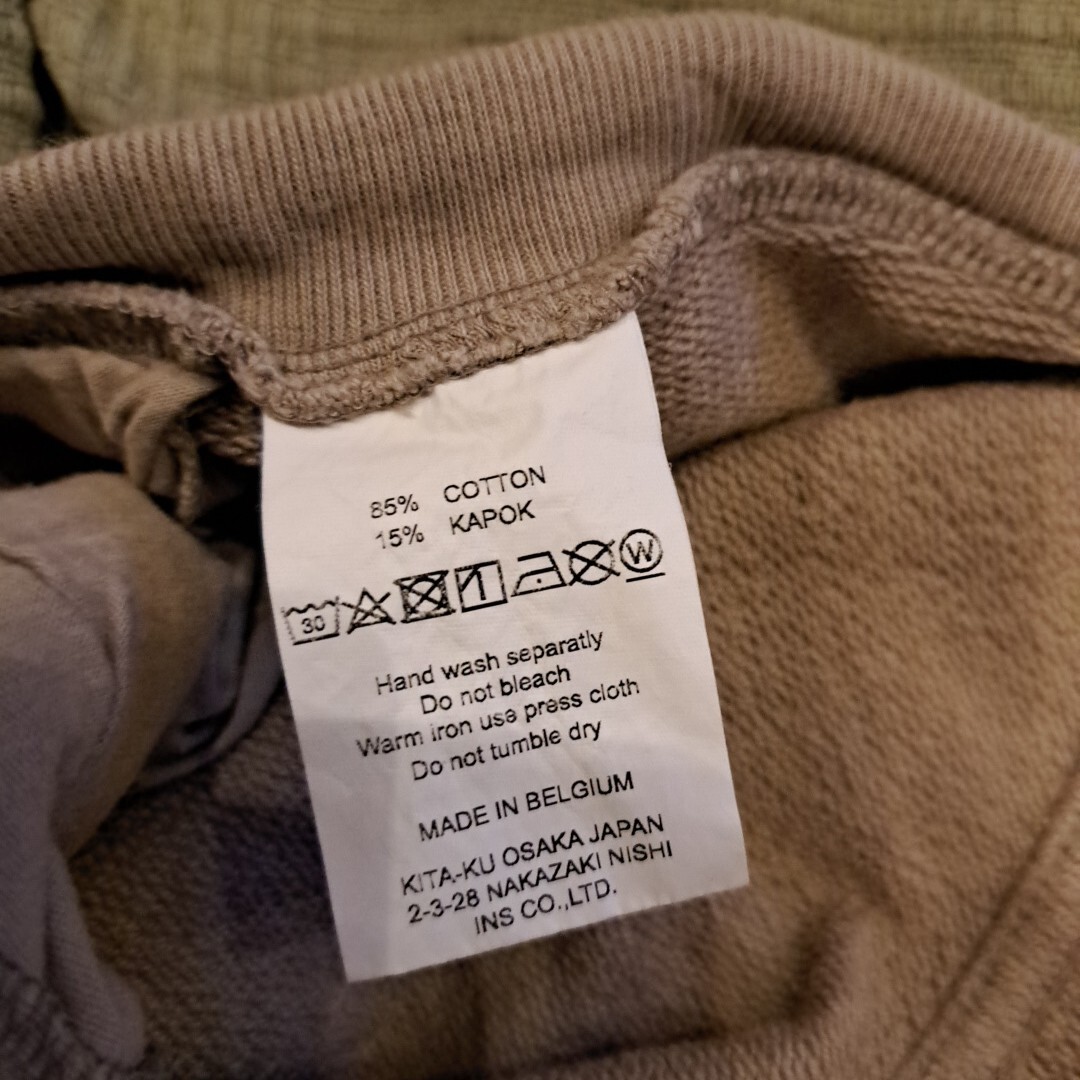 85% COTTON
15% KAPOK
30 W
Hand wash separatly
Do not bleach
Warm iron use press cloth
Do not tumble dry
MADE IN BELGIUM
KITA-KU OSAKA JAPAN
2-3-28 NAKAZAKI NISHI
INS CO.,LTD.